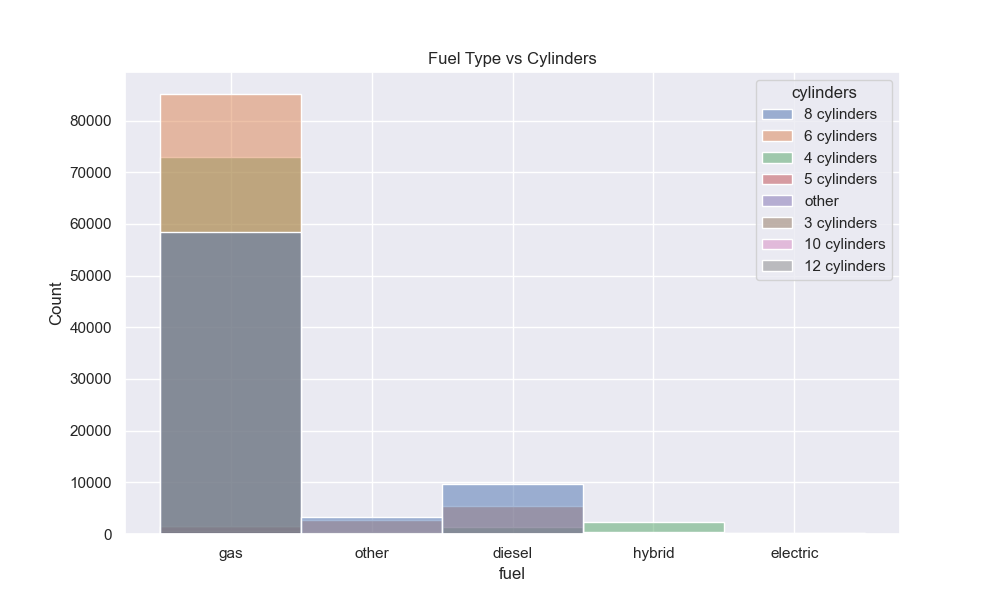 Fuel Type vs Cylinders
cylinders
8 cylinders
6 cylinders
4 cylinders
5 cylinders
other
3 cylinders
10 cylinders
12 cylinders
Count
80000
70000
60000
50000
40000
30000
20000
10000
0
gas other diesel hybrid electric
fuel